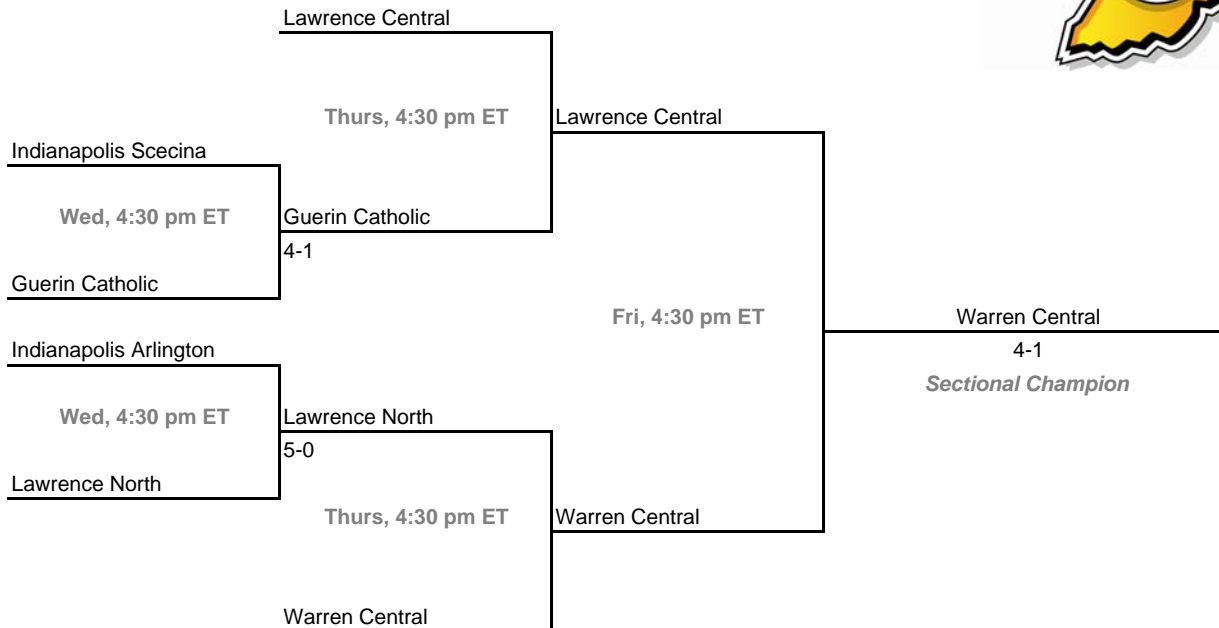 Lawrence Central
Thurs, 4:30 pm ET
Lawrence Central
Indianapolis Scecina
Wed, 4:30 pm ET
Guerin Catholic
4-1
Guerin Catholic
Fri, 4:30 pm ET
Warren Central
Indianapolis Arlington
4-1
Sectional Champion
Wed, 4:30 pm ET
Lawrence North
5-0
Lawrence North
Thurs, 4:30 pm ET
Warren Central
Warren Central